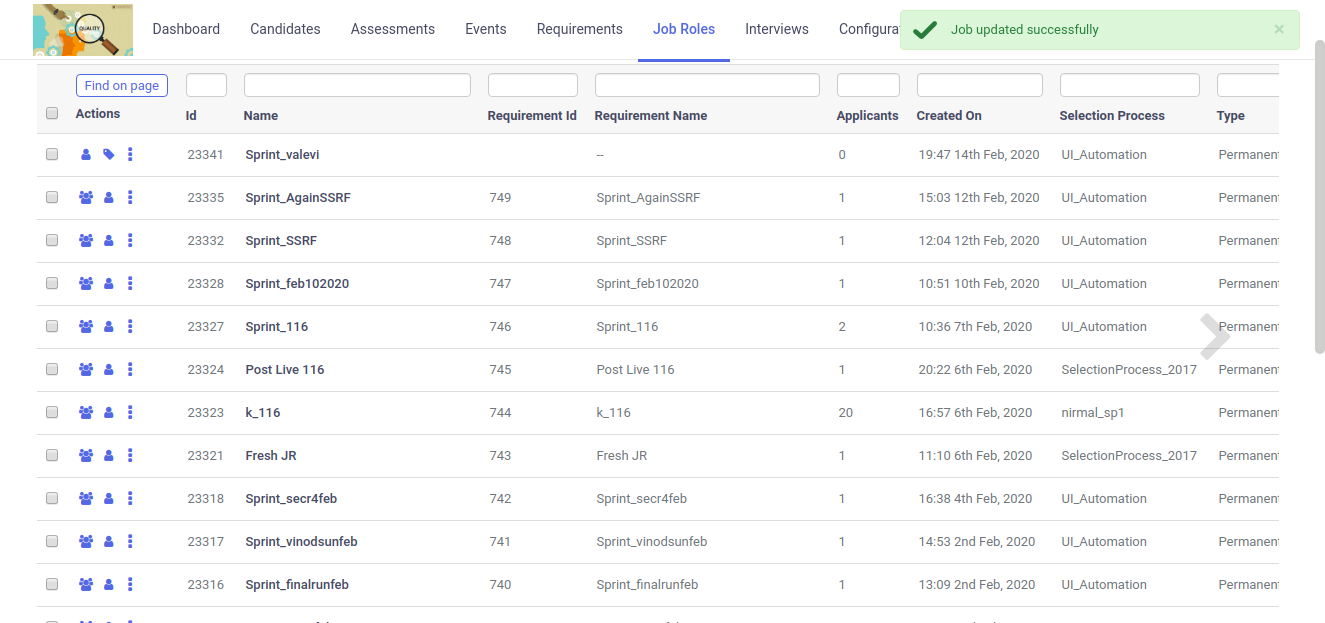 QUALITY
Dashboard Candidates Assessments Events Requirements Job Roles Interviews Configura
Job updated successfully ×
Find on page
Actions Id Name Requirement Id Requirement Name Applicants Created On Selection Process Type
23341 Sprint_valevi -- 0 19:47 14th Feb, 2020 UI_Automation Permanent
23335 Sprint_AgainSSRF 749 Sprint_AgainSSRF 1 15:03 12th Feb, 2020 UI_Automation Permanent
23332 Sprint_SSRF 748 Sprint_SSRF 1 12:04 12th Feb, 2020 UI_Automation Permanent
23328 Sprint_feb102020 747 Sprint_feb102020 1 10:51 10th Feb, 2020 UI_Automation Permanent
23327 Sprint_116 746 Sprint_116 2 10:36 7th Feb, 2020 UI_Automation Permanent
23324 Post Live 116 745 Post Live 116 1 20:22 6th Feb, 2020 SelectionProcess_2017 Permanent
23323 k_116 744 k_116 20 16:57 6th Feb, 2020 nirmal_sp1 Permanent
23321 Fresh JR 743 Fresh JR 1 11:10 6th Feb, 2020 SelectionProcess_2017 Permanent
23318 Sprint_secr4feb 742 Sprint_secr4feb 1 16:38 4th Feb, 2020 UI_Automation Permanent
23317 Sprint_vinodsunfeb 741 Sprint_vinodsunfeb 1 14:53 2nd Feb, 2020 UI_Automation Permanent
23316 Sprint_finalrunfeb 740 Sprint_finalrunfeb 1 13:09 2nd Feb, 2020 UI_Automation Permanent